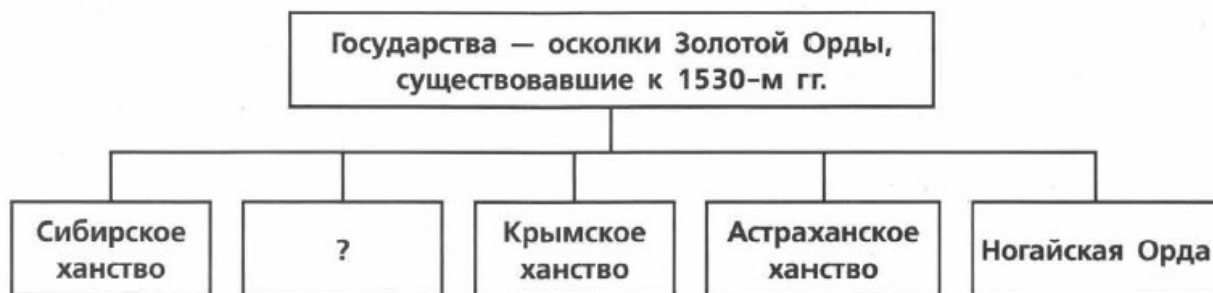 Государства — осколки Золотой Орды,
существовавшие к 1530-м гг.
Сибирское
ханство
?
Крымское
ханство
Астраханское
ханство
Ногайская Орда